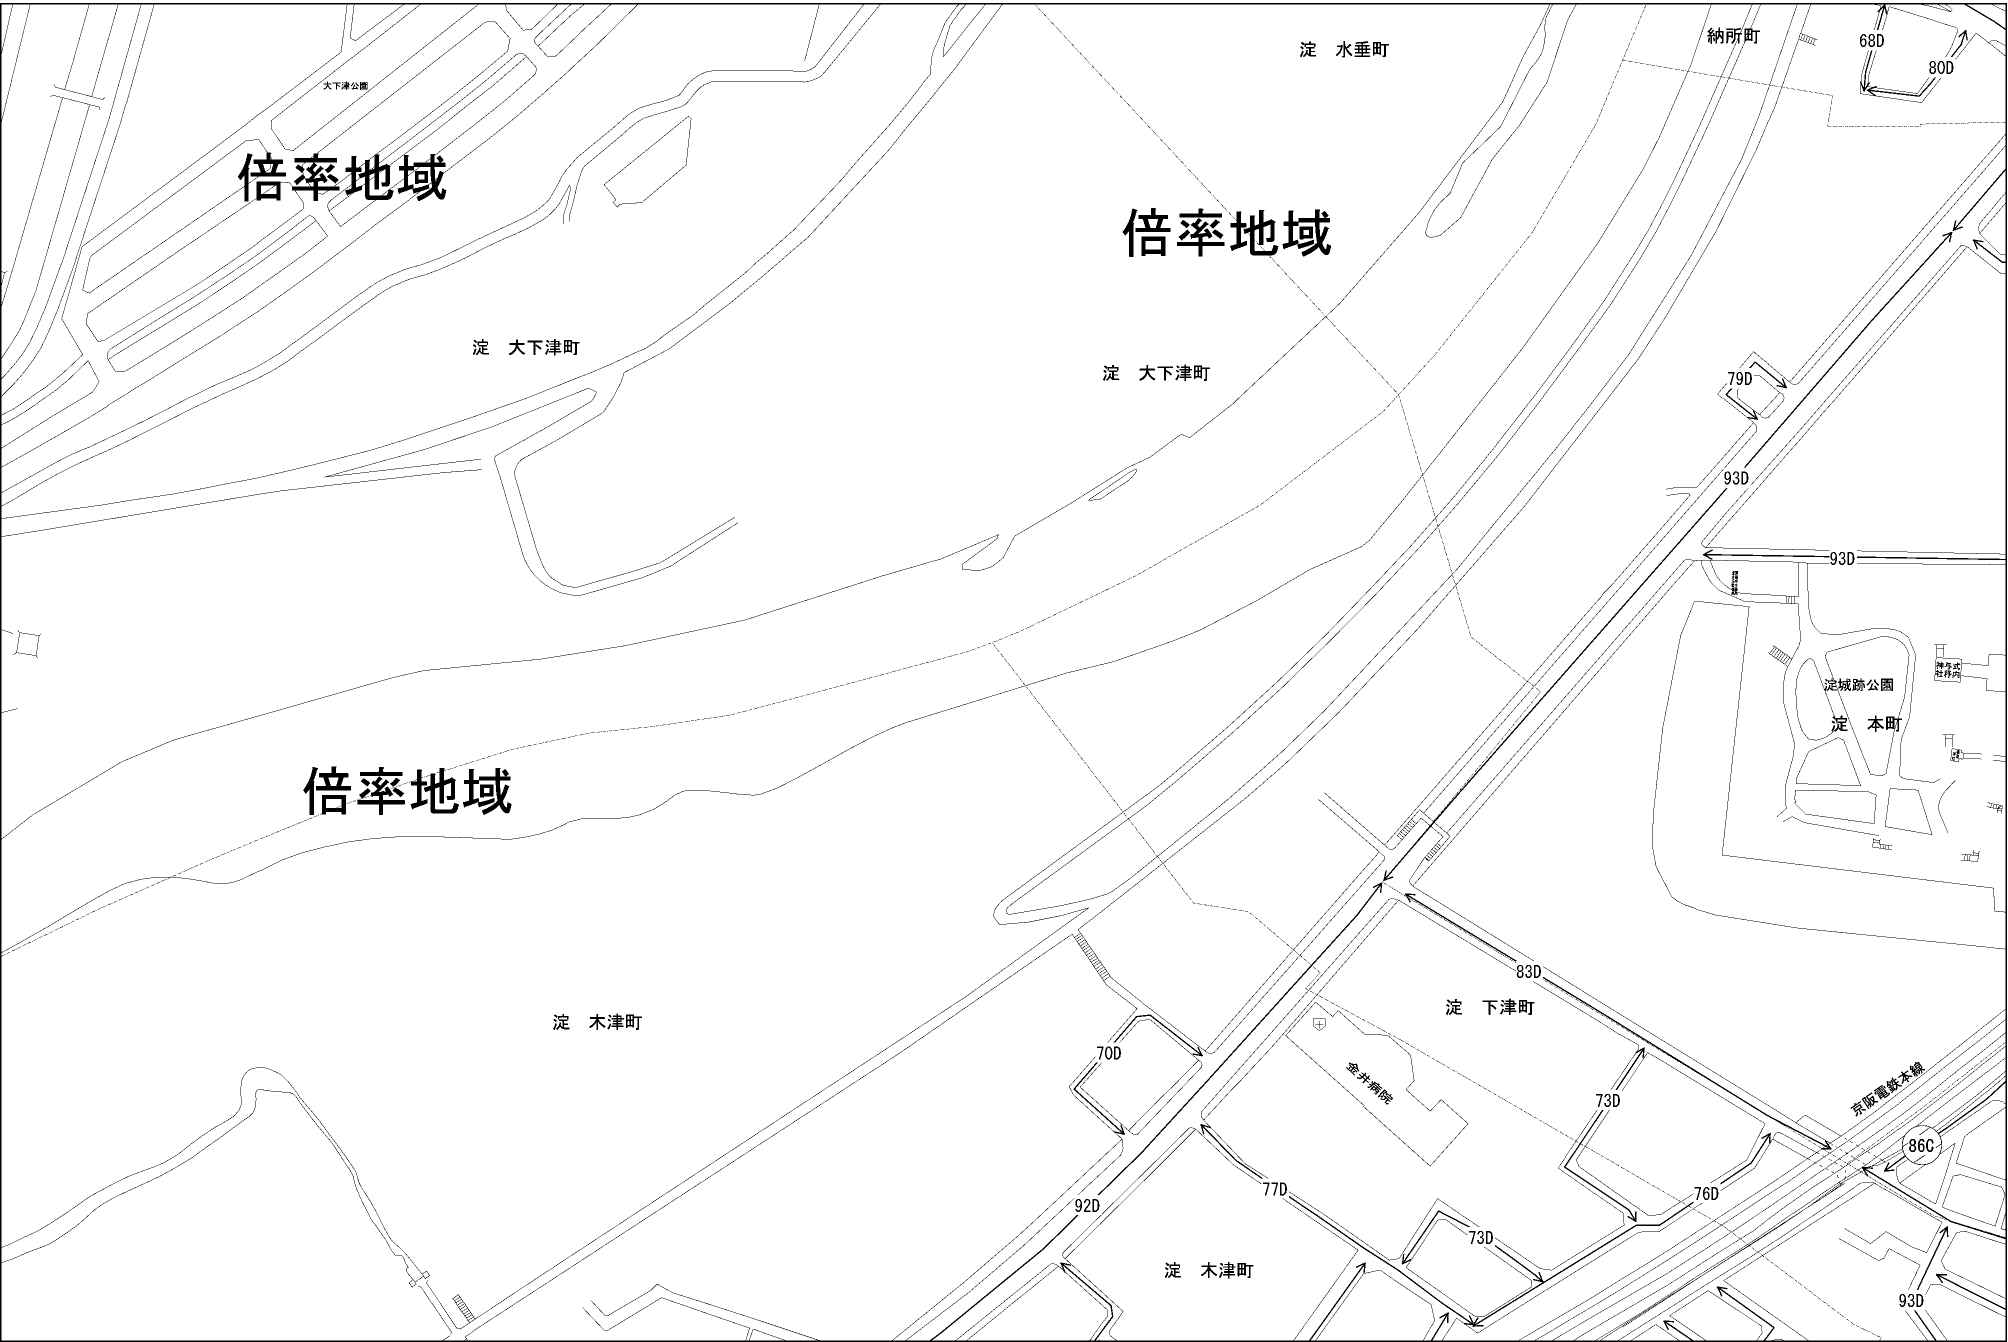 淀　水垂町
納所町
68D
80D
大下津公園
倍率地域
倍率地域
淀　大下津町
淀　大下津町
79D
93D
93D
淀城跡公園
淀　本町
倍率地域
83D
淀　下津町
淀　木津町
70D
金井病院
73D
京阪電鉄本線
86C
77D
76D
92D
73D
淀　木津町
93D